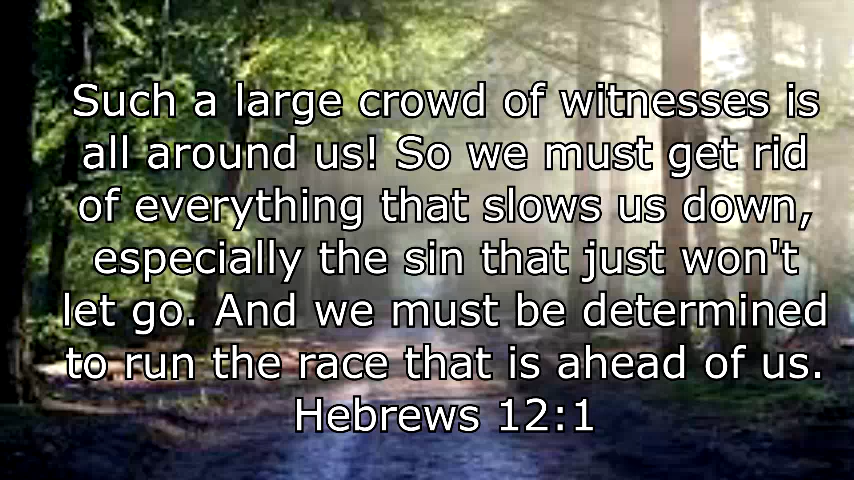 Such a large crowd of witnesses is
all around us! So we must get rid
of everything that slows us down,
especially the sin that just won't
let go. And we must be determined
to run the race that is ahead of us.
Hebrews 12:1